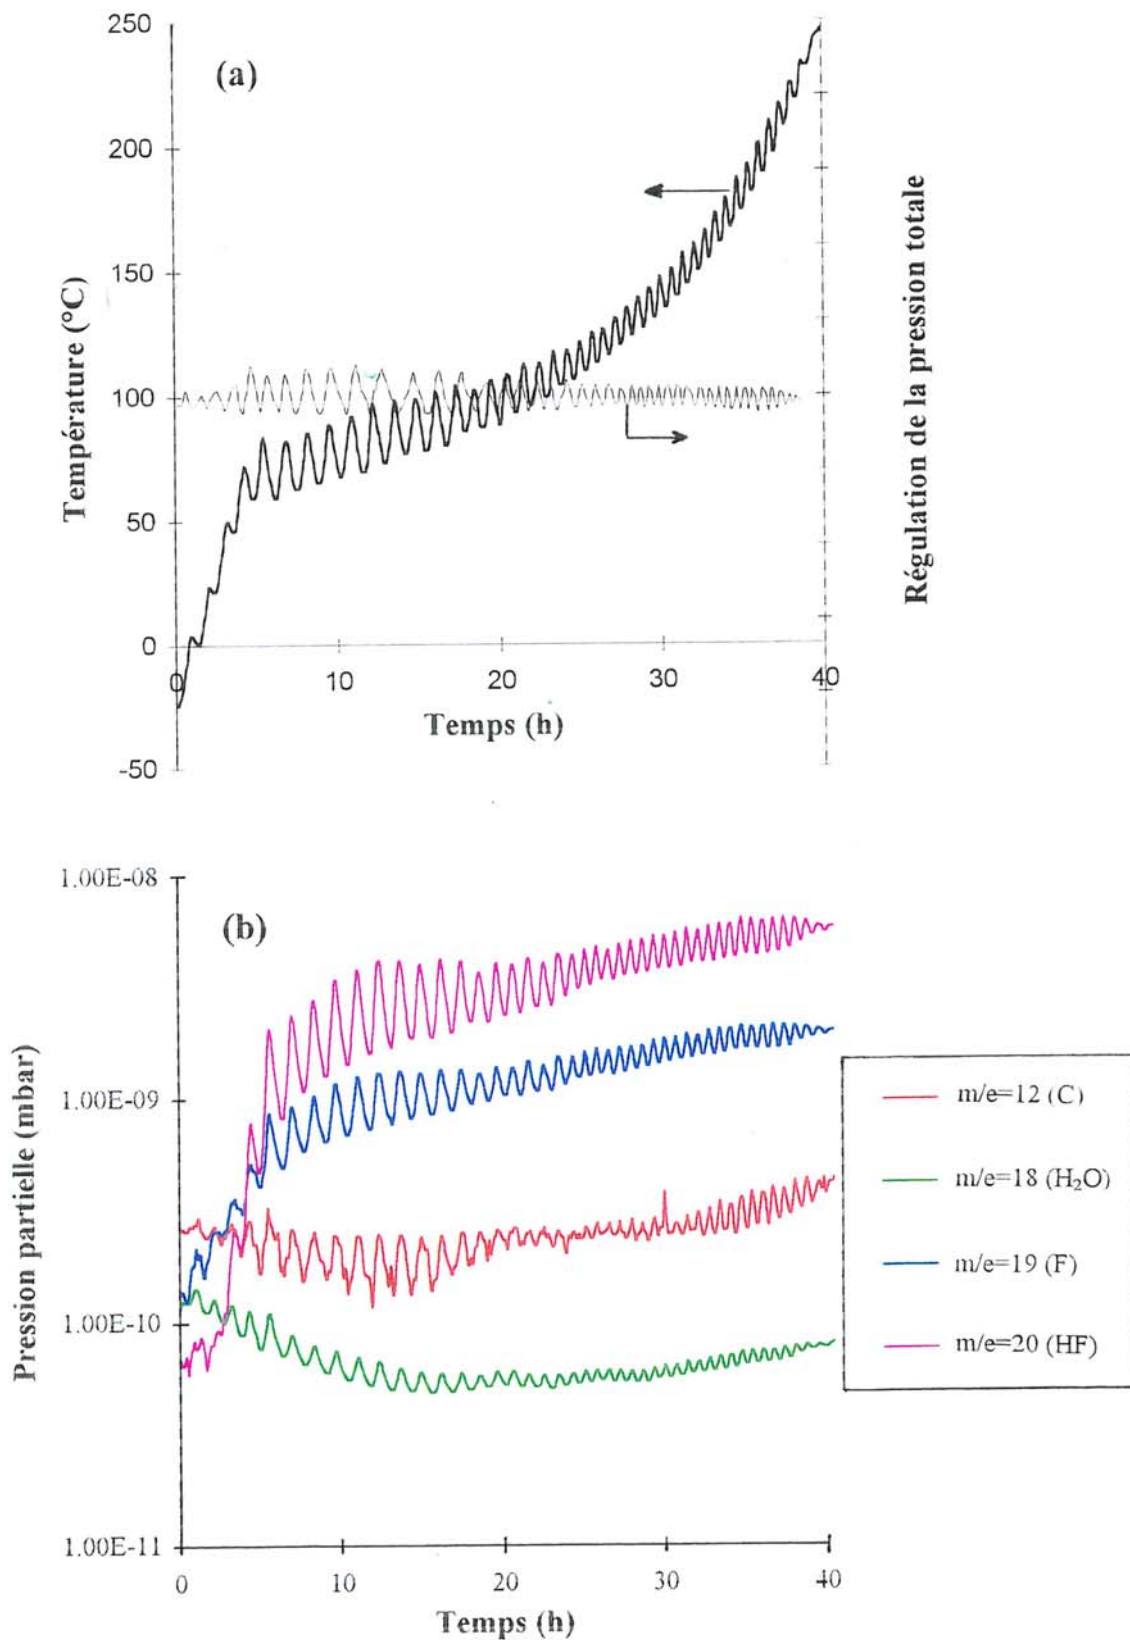 (a)
250
200
150
100
50
0
-50
Température (°C)
0
10
20
30
40
Temps (h)
Régulation de la pression totale
(b)
1.00E-08
1.00E-09
1.00E-10
1.00E-11
Pression partielle (mbar)
0
10
20
30
40
Temps (h)
m/e=12 (C)
m/e=18 (H₂O)
m/e=19 (F)
m/e=20 (HF)